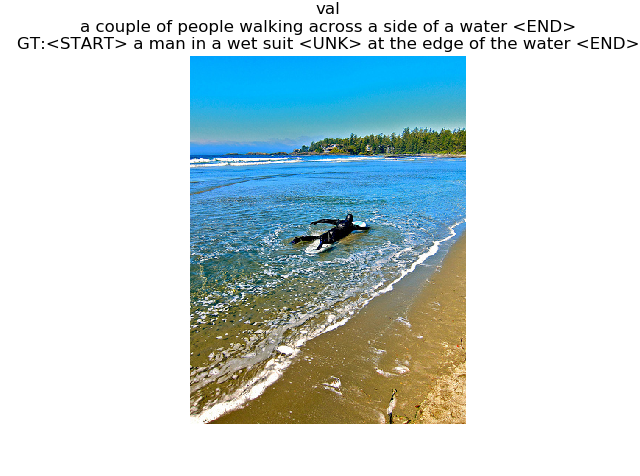 val
a couple of people walking across a side of a water <END>
GT:<START> a man in a wet suit <UNK> at the edge of the water <END>